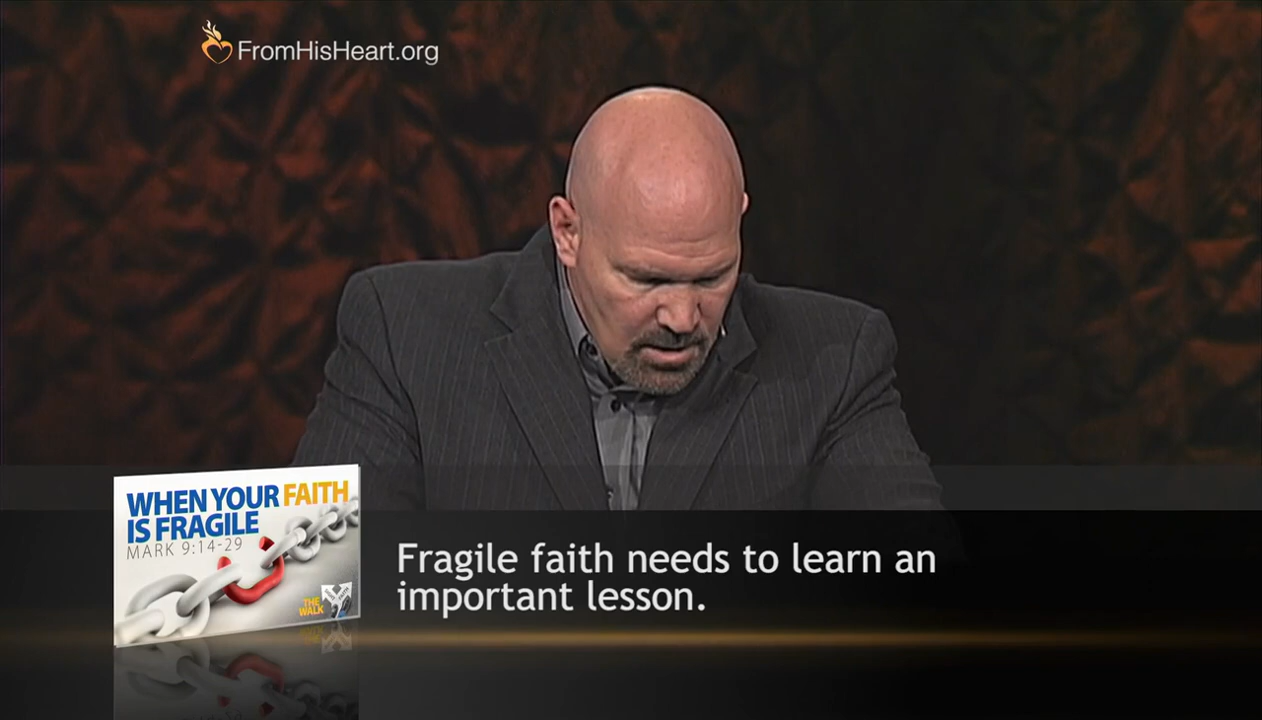 FromHisHeart.org
WHEN YOUR FAITH
IS FRAGILE
MARK 9:14-29
THE
WALK
Fragile faith needs to learn an
important lesson.